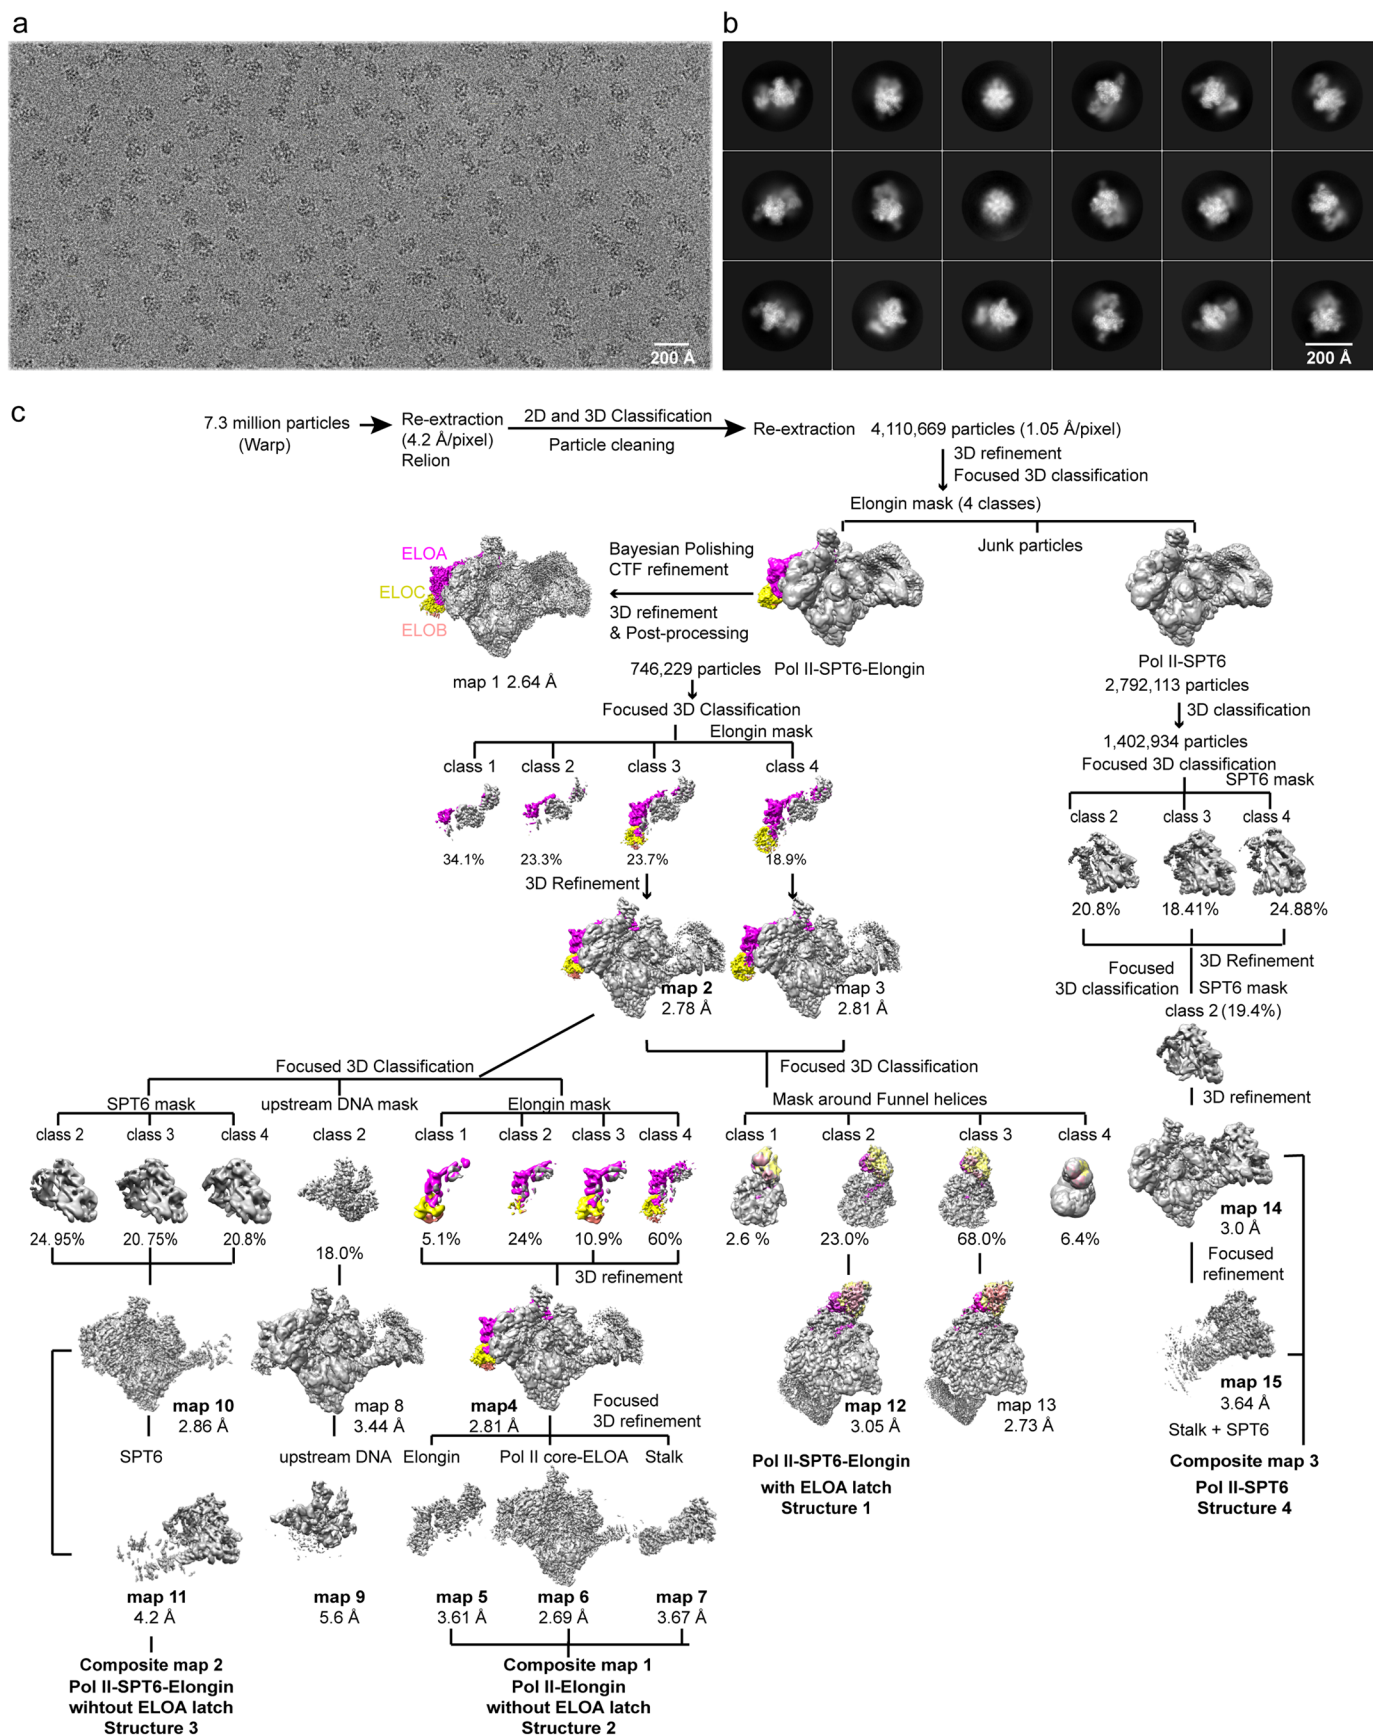 a
b
200 Å
200 Å
c
7.3 million particles
(Warp)
Re-extraction
(4.2 Å/pixel)
Relion
2D and 3D Classification
Particle cleaning
Re-extraction
4,110,669 particles (1.05 Å/pixel)
3D refinement
Focused 3D classification
Elongin mask (4 classes)
ELOA
ELOC
ELOB
map 1 2.64 Å
Bayesian Polishing
CTF refinement
3D refinement
& Post-processing
Junk particles
746,229 particles
Pol II-SPT6-Elongin
Pol II-SPT6
2,792,113 particles
3D classification
1,402,934 particles
Focused 3D classification
SPT6 mask
class 2
class 3
class 4
20.8%
18.41%
24.88%
Focused
3D classification
3D Refinement
SPT6 mask
class 2 (19.4%)
3D refinement
map 14
3.0 Å
Focused
refinement
map 15
3.64 Å
Stalk + SPT6
Composite map 3
Pol II-SPT6
Structure 4
Focused 3D Classification
Elongin mask
class 1
class 2
class 3
class 4
34.1%
23.3%
23.7%
18.9%
3D Refinement
map 2
2.78 Å
map 3
2.81 Å
Focused 3D Classification
Focused 3D Classification
SPT6 mask
upstream DNA mask
Elongin mask
Mask around Funnel helices
class 2
class 3
class 4
class 2
class 1
class 2
class 3
class 4
class 1
class 2
class 3
class 4
24.95%
20.75%
20.8%
18.0%
5.1%
24%
10.9%
60%
2.6 %
23.0%
68.0%
6.4%
3D refinement
map 10
2.86 Å
map 8
3.44 Å
map4
2.81 Å
Focused
3D refinement
map 12
3.05 Å
map 13
2.73 Å
SPT6
upstream DNA
Elongin
Pol II core-ELOA
Stalk
Pol II-SPT6-Elongin
with ELOA latch
Structure 1
map 11
4.2 Å
map 9
5.6 Å
map 5
3.61 Å
map 6
2.69 Å
map 7
3.67 Å
Composite map 2
Pol II-SPT6-Elongin
wihtout ELOA latch
Structure 3
Composite map 1
Pol II-Elongin
without ELOA latch
Structure 2